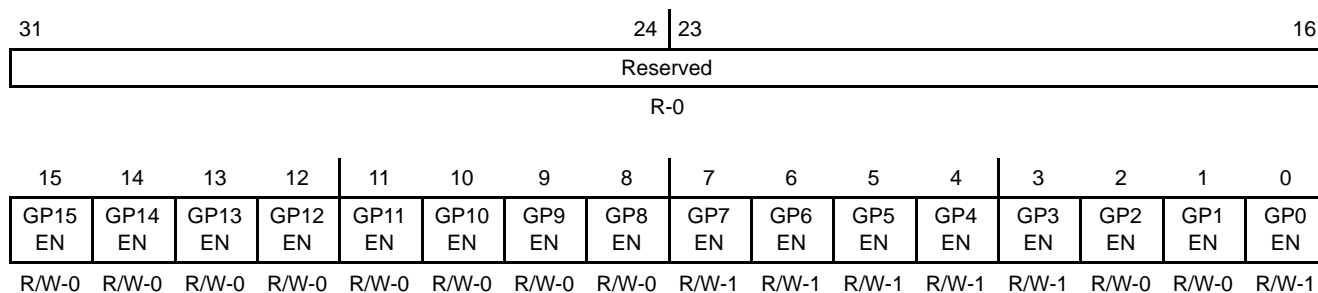 31 24 23 16
Reserved
R-0
15 14 13 12 11 10 9 8 7 6 5 4 3 2 1 0
GP15 GP14 GP13 GP12 GP11 GP10 GP9 GP8 GP7 GP6 GP5 GP4 GP3 GP2 GP1 GP0
EN EN EN EN EN EN EN EN EN EN EN EN EN EN EN EN
R/W-0 R/W-0 R/W-0 R/W-0 R/W-0 R/W-0 R/W-0 R/W-0 R/W-1 R/W-1 R/W-1 R/W-1 R/W-1 R/W-0 R/W-0 R/W-1